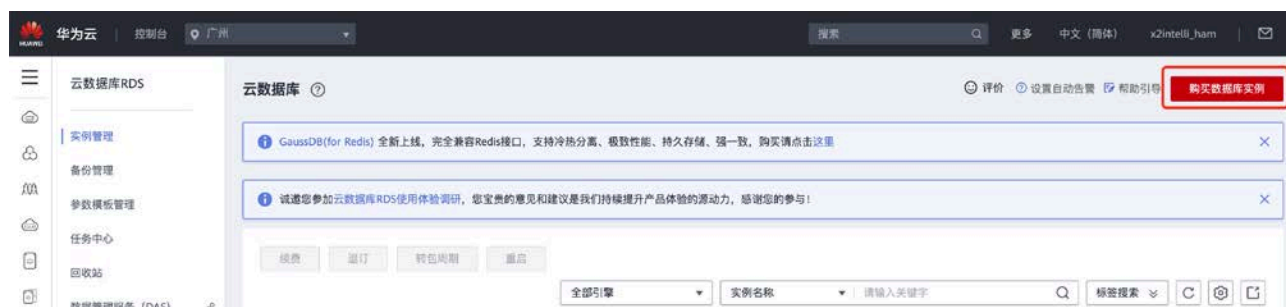 HUAWEI 华为云 控制台 广州 搜索 更多 中文 (简体) x2intelli_ham
云数据库RDS
云数据库
评价 设置自动告警 帮助引导 购买数据库实例
实例管理
GaussDB(for Redis) 全新上线，完全兼容Redis接口，支持冷热分离、极致性能、持久存储、强一致，购买请点击这里
备份管理
参数模板管理
诚邀您参加云数据库RDS使用体验调研，您宝贵的意见和建议是我们持续提升产品体验的源动力，感谢您的参与！
任务中心
续费 退订 转包周期 重启
回收站
全部引擎 实例名称 请输入关键字 标签搜索
数据管理服务 (DAS)